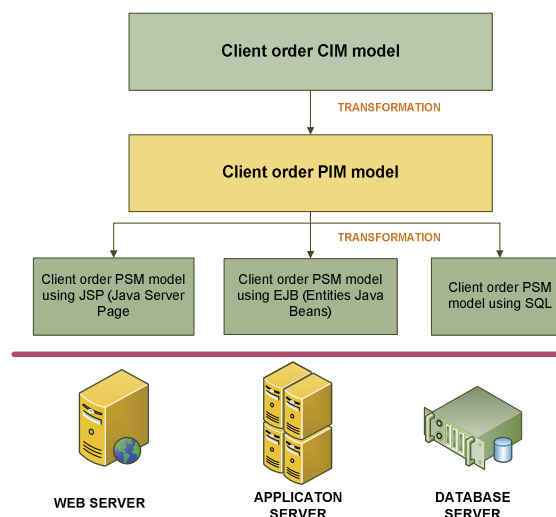 Client order CIM model
TRANSFORMATION
Client order PIM model
TRANSFORMATION
Client order PSM model
using JSP (Java Server
Page
Client order PSM model
using EJB (Entities Java
Beans)
Client order PSM
model using SQL
WEB SERVER
APPLICATON
SERVER
DATABASE
SERVER